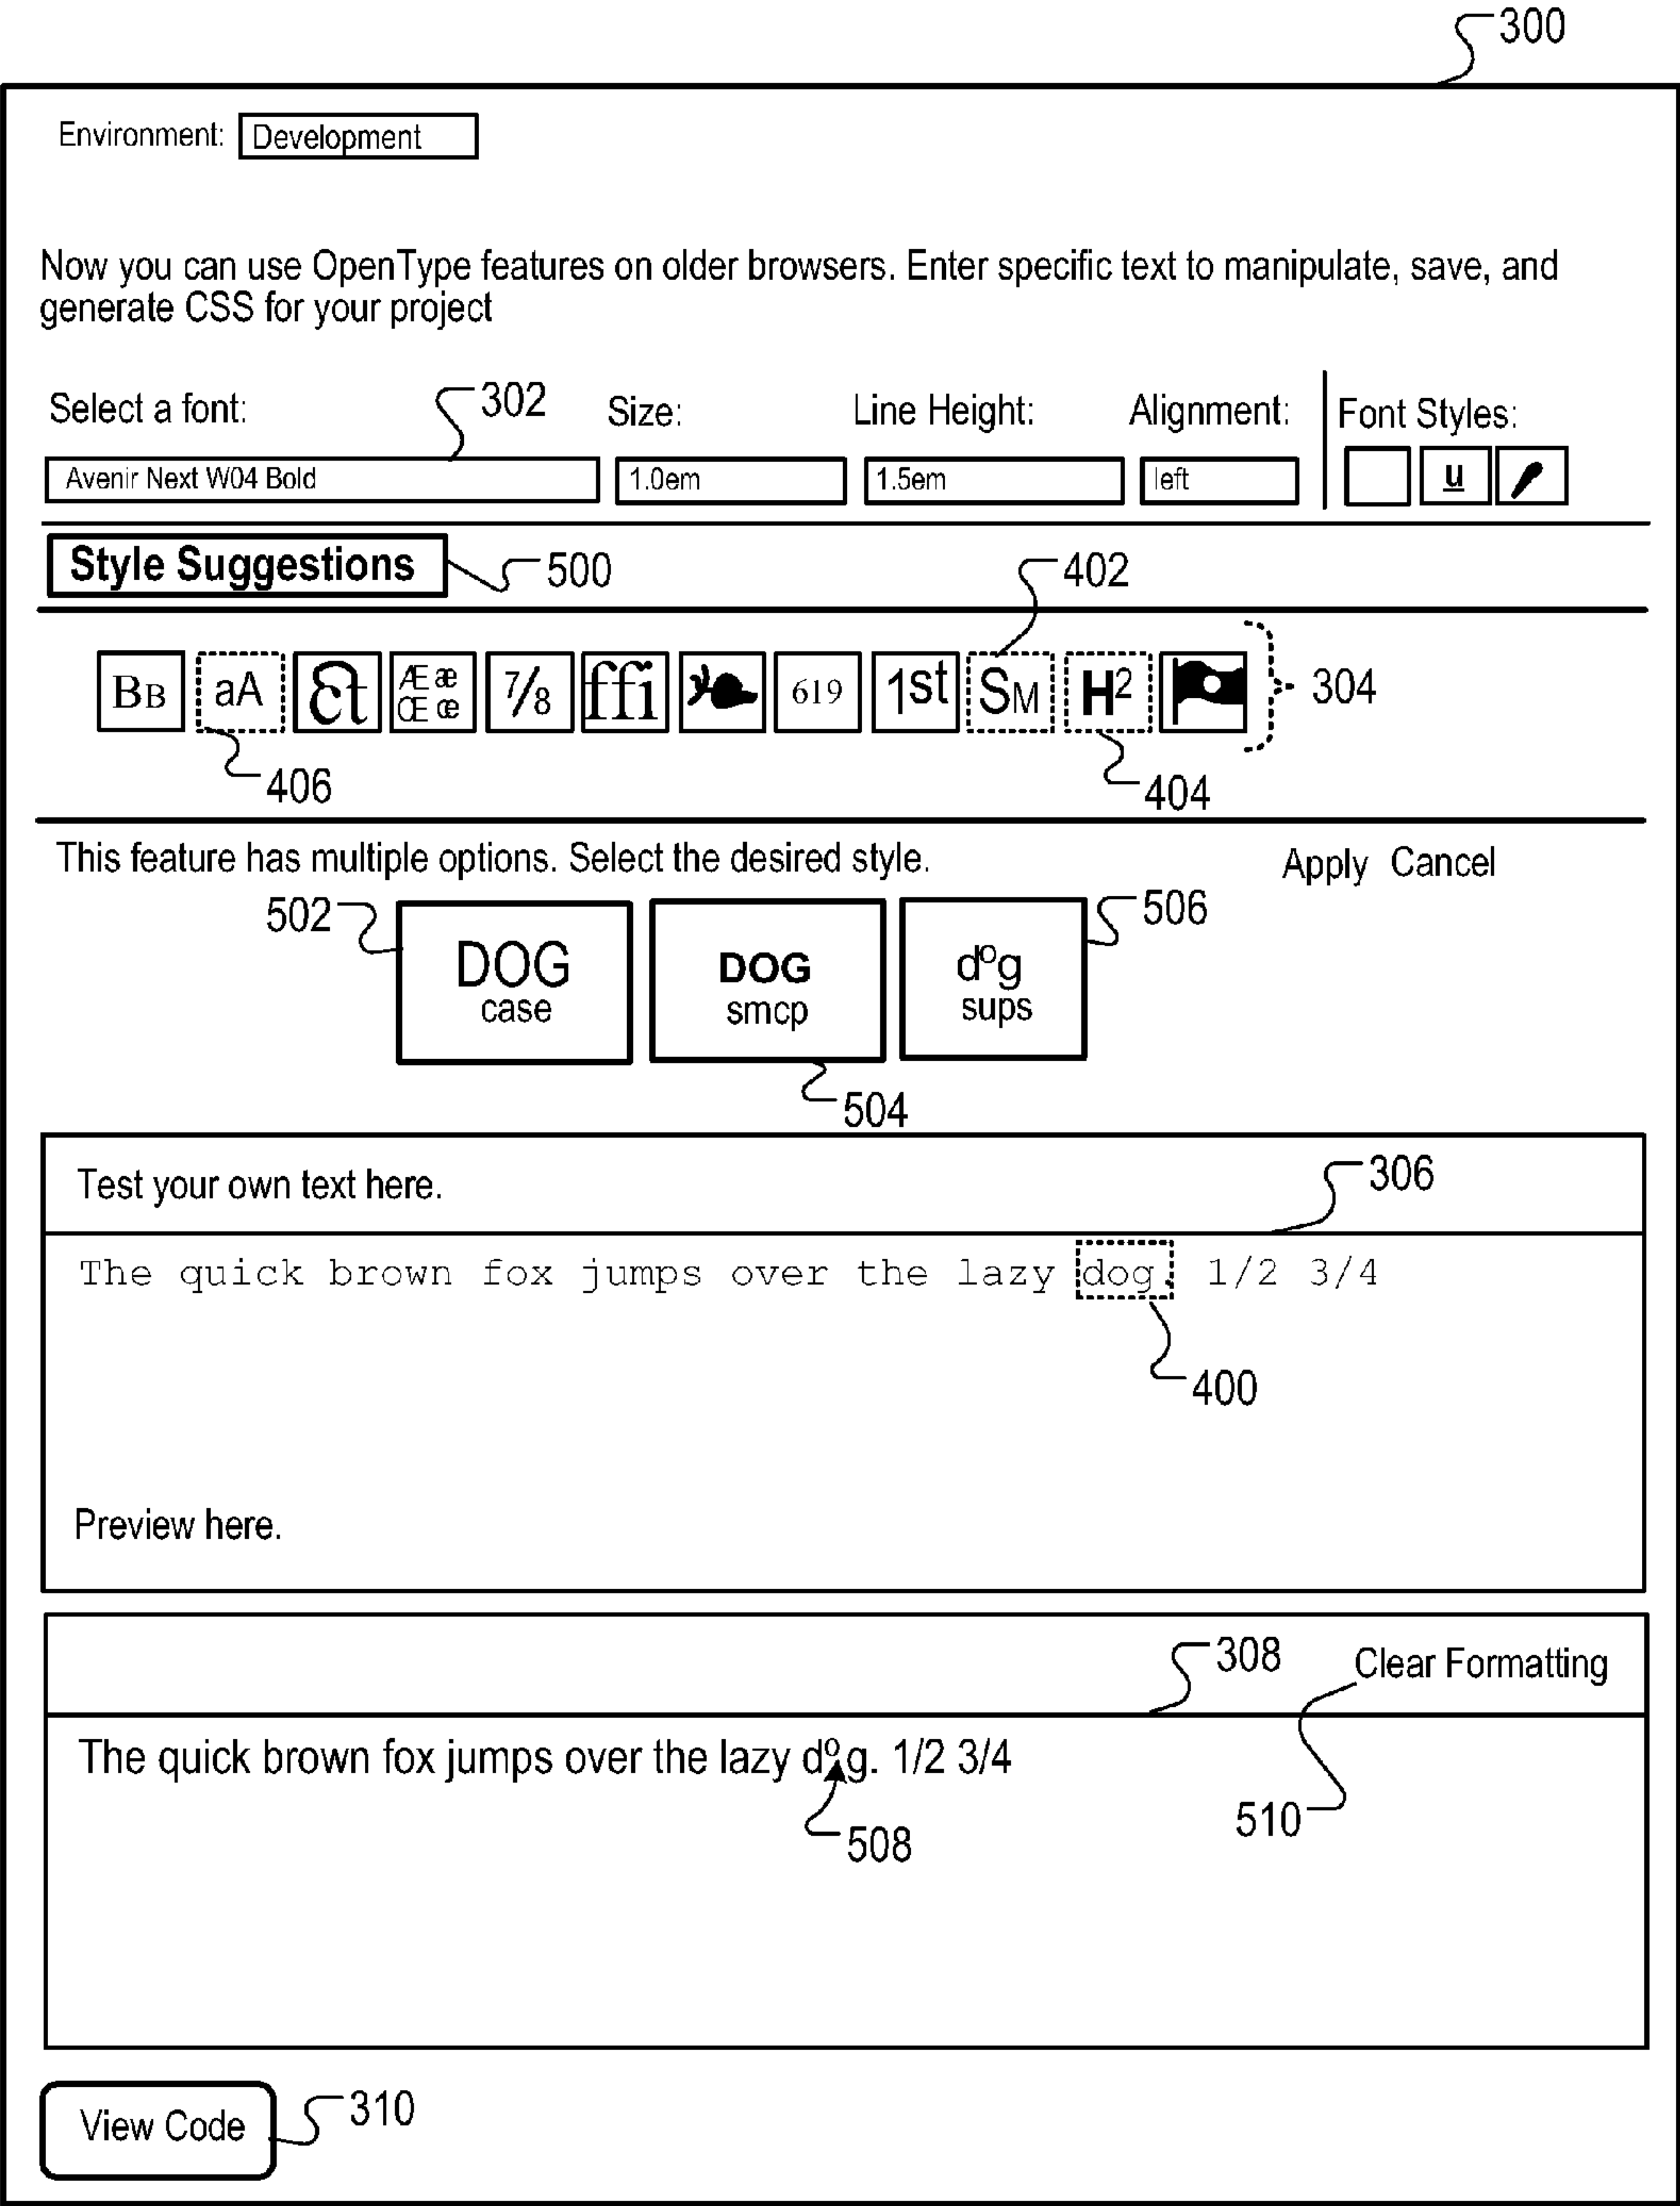 300
Environment: Development
Now you can use OpenType features on older browsers. Enter specific text to manipulate, save, and
generate CSS for your project
Select a font: 302 Size: Line Height: Alignment: Font Styles:
Avenir Next W04 Bold 1.0em 1.5em left u
Style Suggestions 500 402
BB aA ct Æ æ Œ œ 7/8 ffi 619 1st SM H² 304
406 404
This feature has multiple options. Select the desired style. Apply Cancel
502 DOG DOG dºg 506
case smcp sups
504
Test your own text here. 306
The quick brown fox jumps over the lazy dog. 1/2 3/4
400
Preview here.
308 Clear Formatting
The quick brown fox jumps over the lazy dºg. 1/2 3/4
508 510
View Code 310